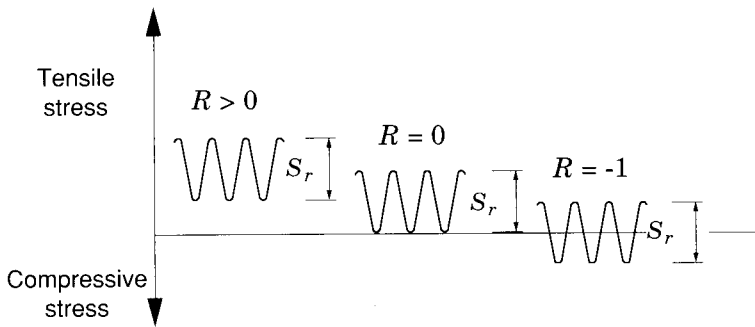 Tensile
stress
R > 0
S_r
R = 0
S_r
R = -1
S_r
Compressive
stress